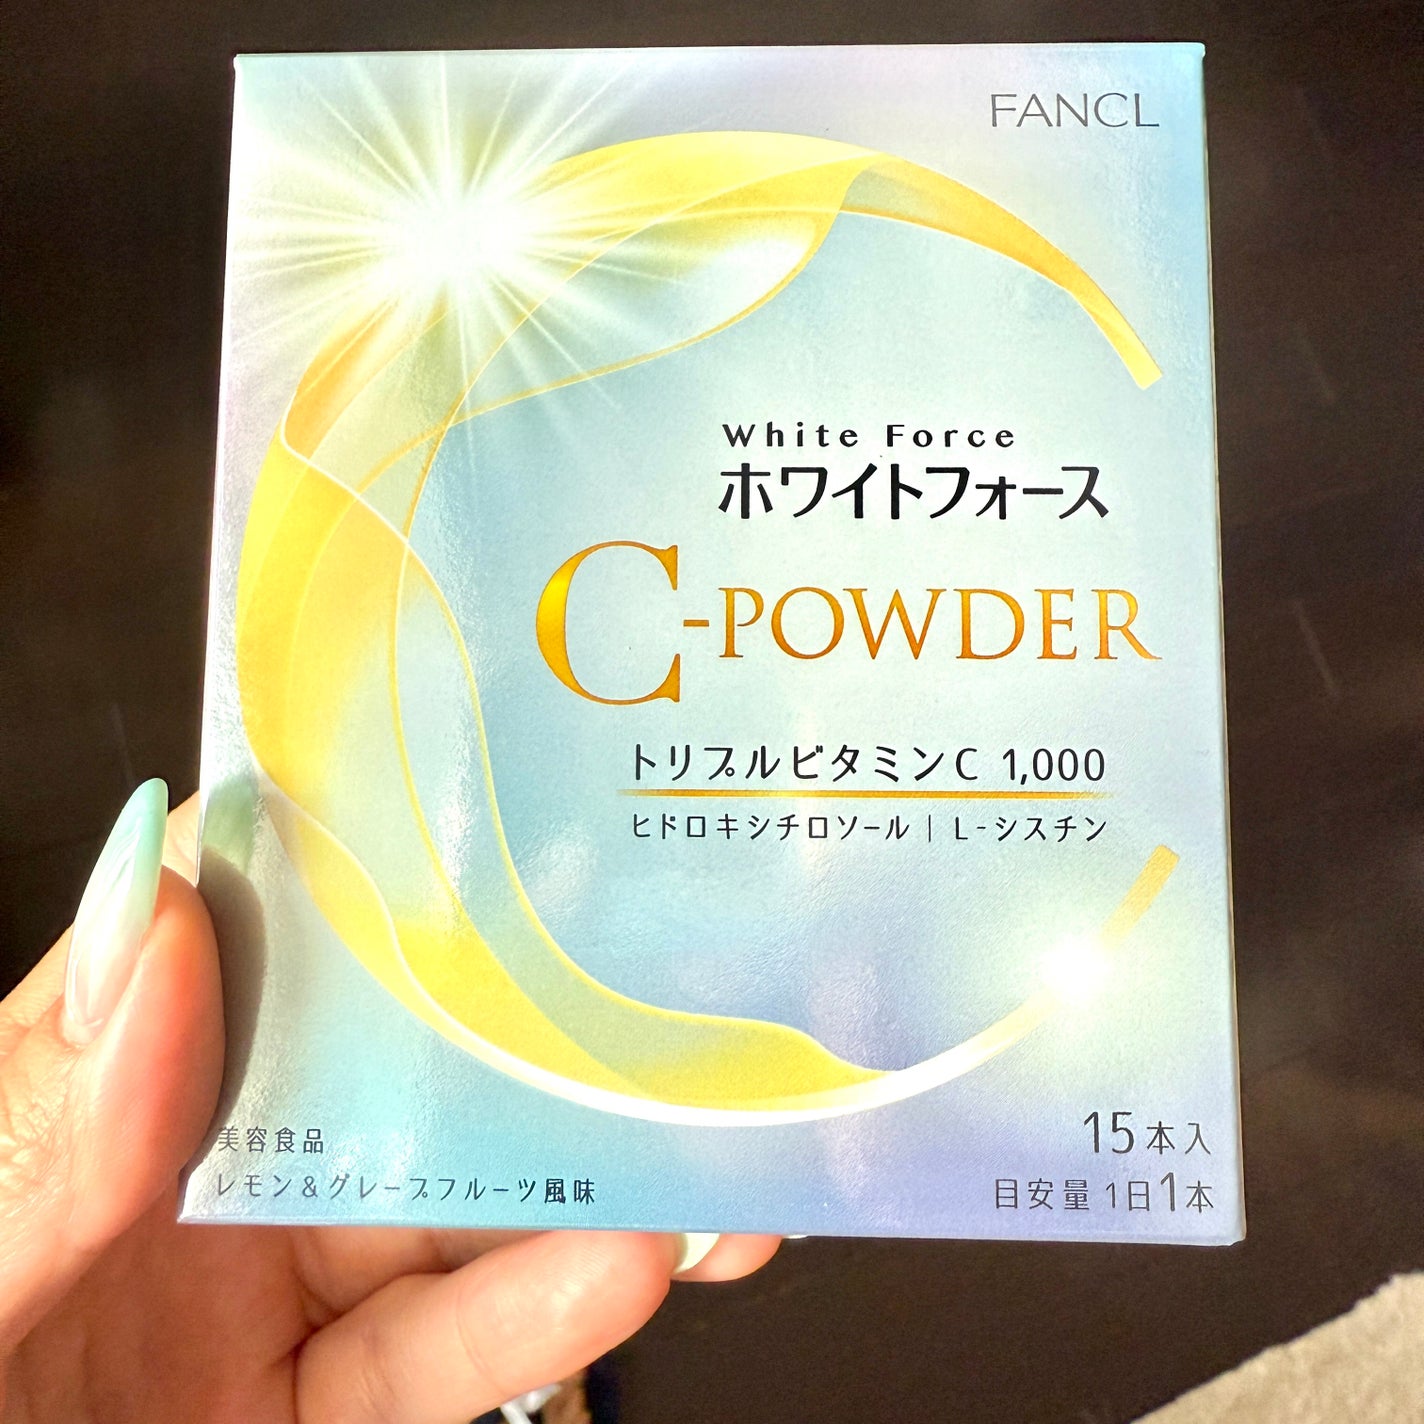 FANCL
White Force
ホワイトフォース
C-POWDER
トリプルビタミンC 1,000
ヒドロキシチロソール | L-シスチン
美容食品
レモン&グレープフルーツ風味
15本入
目安量 1日1本